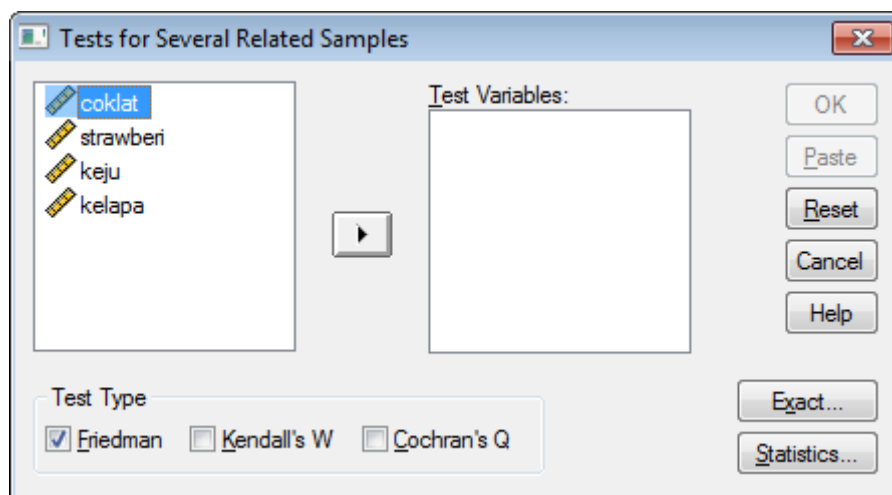 Tests for Several Related Samples
coklat
strawberi
keju
kelapa
Test Variables:
OK
Paste
Reset
Cancel
Help
Test Type
Friedman
Kendall's W
Cochran's Q
Exact...
Statistics...